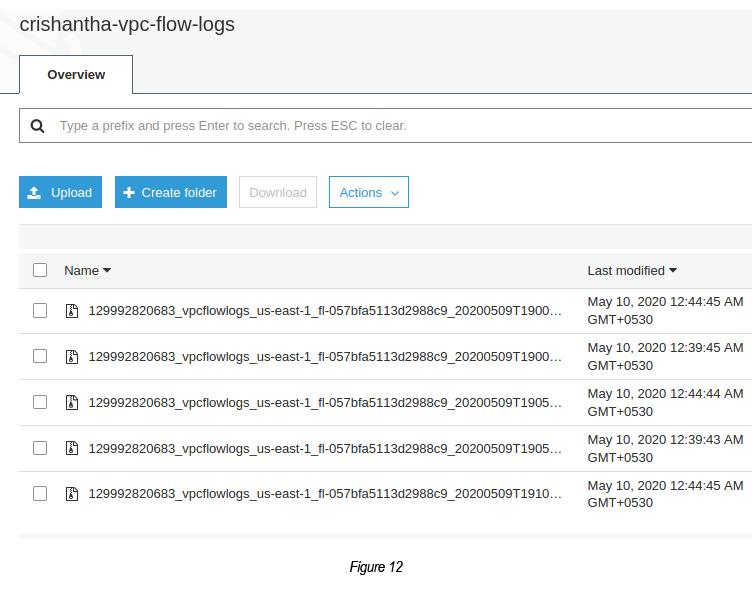 crishantha-vpc-flow-logs
Overview
Type a prefix and press Enter to search. Press ESC to clear.
Upload Create folder Download Actions
Name Last modified
129992820683_vpcflowlogs_us-east-1_fl-057bfa5113d2988c9_20200509T1900… May 10, 2020 12:44:45 AM
GMT+0530
129992820683_vpcflowlogs_us-east-1_fl-057bfa5113d2988c9_20200509T1900… May 10, 2020 12:39:45 AM
GMT+0530
129992820683_vpcflowlogs_us-east-1_fl-057bfa5113d2988c9_20200509T1905… May 10, 2020 12:44:44 AM
GMT+0530
129992820683_vpcflowlogs_us-east-1_fl-057bfa5113d2988c9_20200509T1905… May 10, 2020 12:39:43 AM
GMT+0530
129992820683_vpcflowlogs_us-east-1_fl-057bfa5113d2988c9_20200509T1910… May 10, 2020 12:44:45 AM
GMT+0530
Figure 12